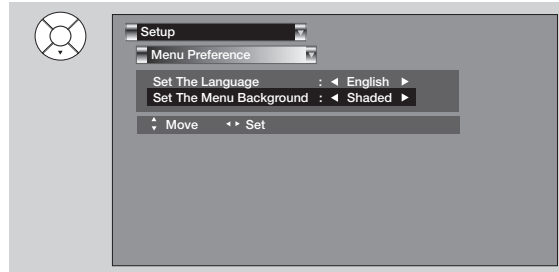 Setup
Menu Preference
Set The Language : ◄ English ►
Set The Menu Background : ◄ Shaded ►
Move Set